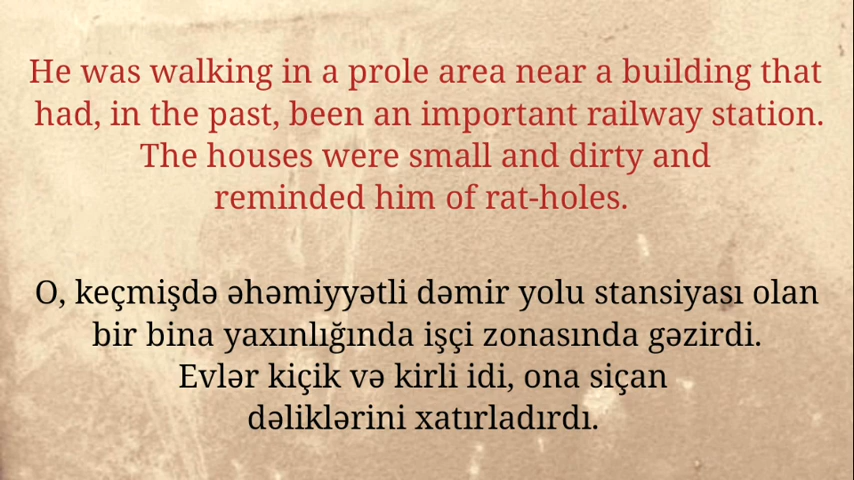 He was walking in a prole area near a building that
had, in the past, been an important railway station.
The houses were small and dirty and
reminded him of rat-holes.
O, keçmişdə əhəmiyyətli dəmir yolu stansiyası olan
bir bina yaxınlığında işçi zonasında gəzirdi.
Evlər kiçik və kirli idi, ona siçan
dəliklərini xatırladırdı.